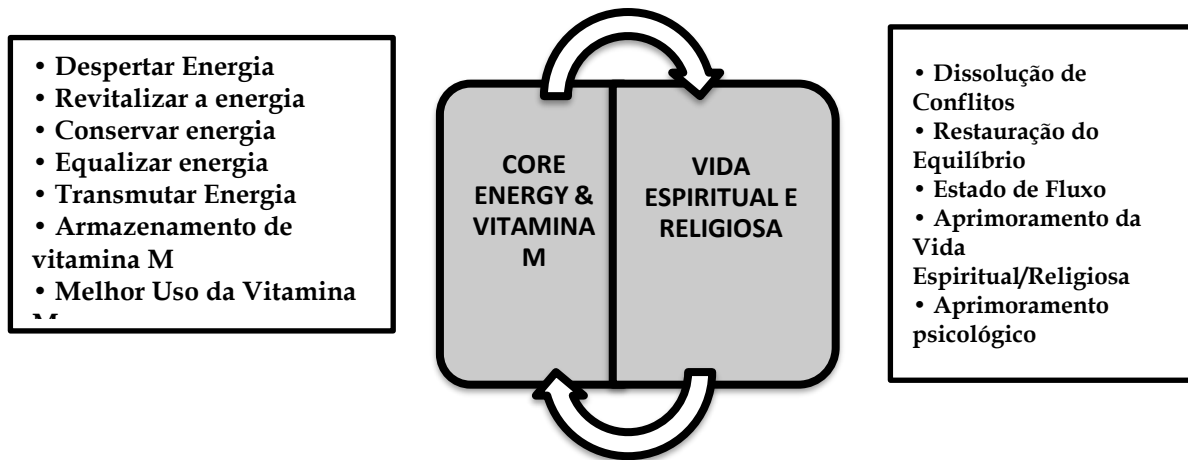 • Despertar Energia
• Revitalizar a energia
• Conservar energia
• Equalizar energia
• Transmutar Energia
• Armazenamento de
vitamina M
• Melhor Uso da Vitamina
CORE
ENERGY &
VITAMINA
M
VIDA
ESPIRITUAL E
RELIGIOSA
• Dissolução de
Conflitos
• Restauração do
Equilíbrio
• Estado de Fluxo
• Aprimoramento da
Vida
Espiritual/Religiosa
• Aprimoramento
psicológico